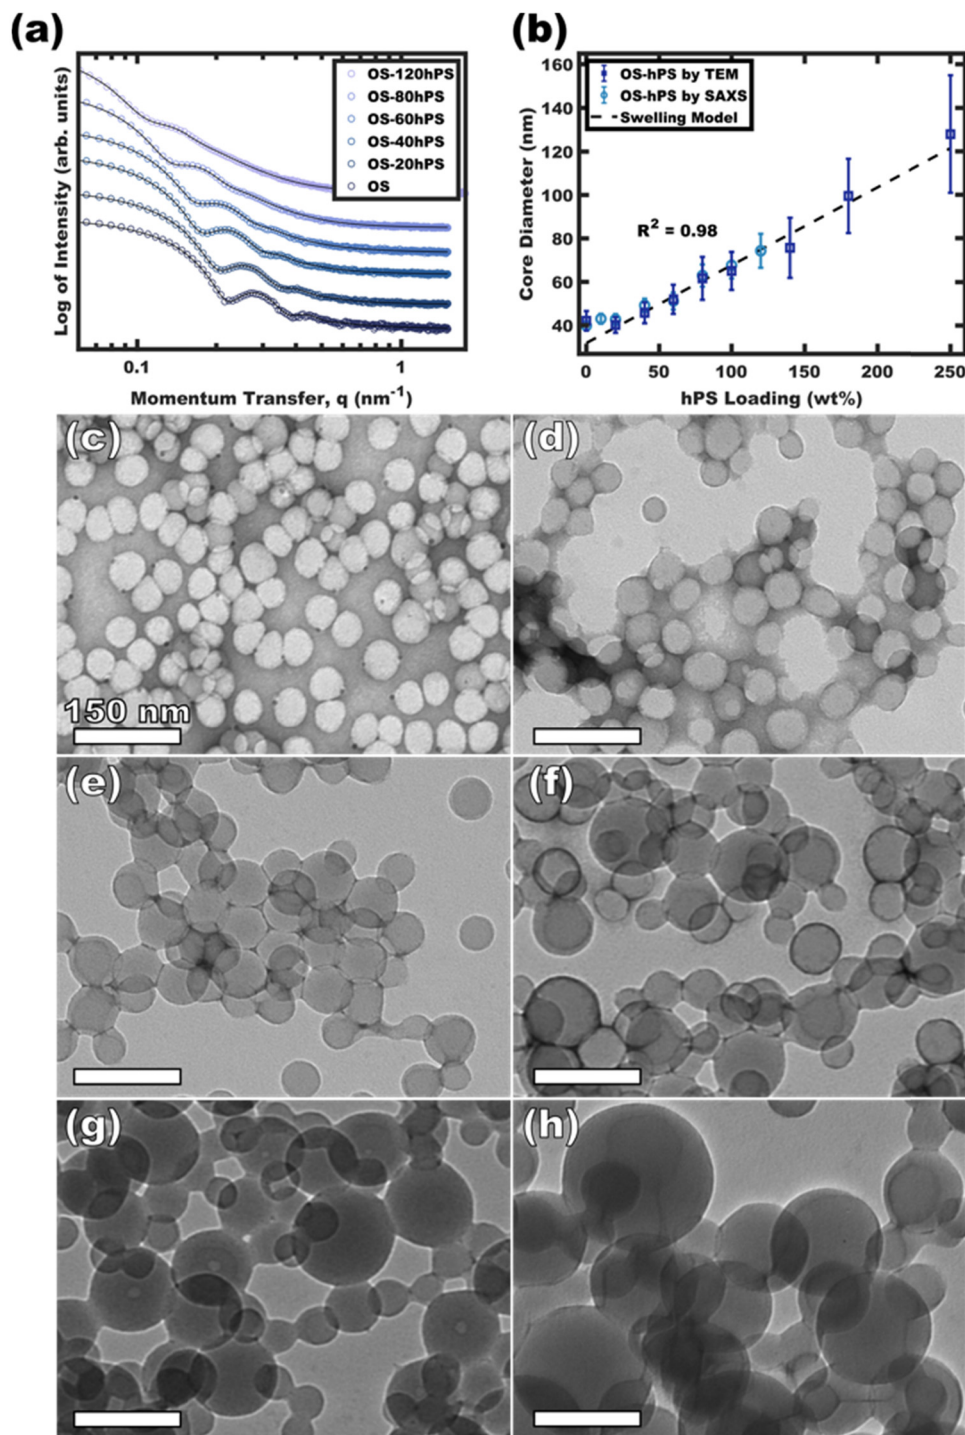 (a)
(b)
Log of Intensity (arb. units)
OS-120hPS
OS-80hPS
OS-60hPS
OS-40hPS
OS-20hPS
OS
0.1
1
Momentum Transfer, q (nm⁻¹)
Core Diameter (nm)
160
140
120
100
80
60
40
OS-hPS by TEM
OS-hPS by SAXS
Swelling Model
R² = 0.98
0
50
100
150
200
250
hPS Loading (wt%)
(c)
150 nm
(d)
(e)
(f)
(g)
(h)